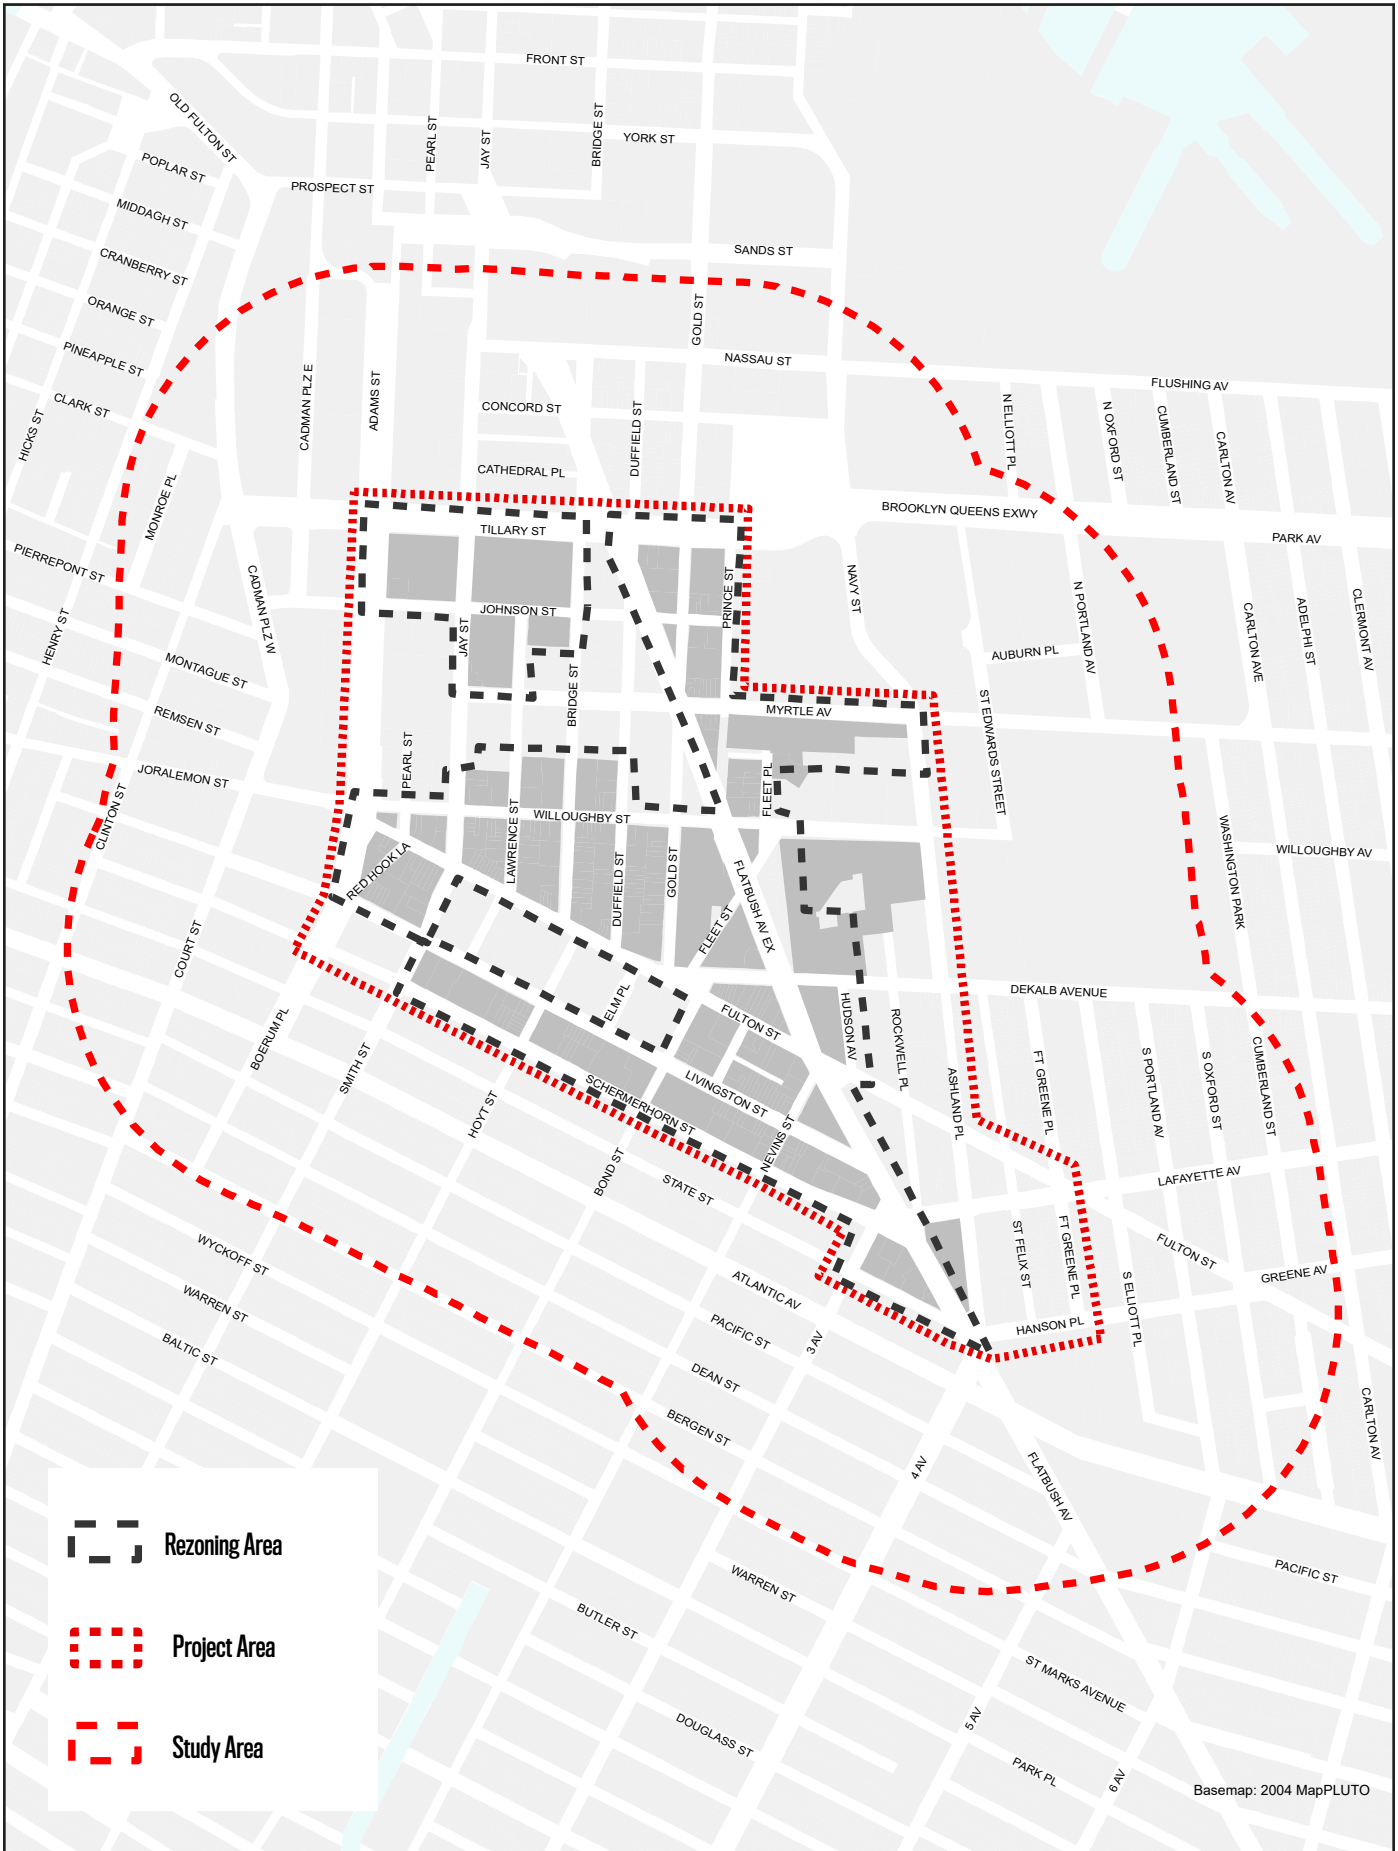 FRONT ST
OLD FULTON ST
PEARL ST
JAY ST
BRIDGE ST
YORK ST
POPLAR ST
PROSPECT ST
MIDDAGH ST
SANDS ST
CRANBERRY ST
ORANGE ST
GOLD ST
PINEAPPLE ST
NASSAU ST
FLUSHING AV
CLARK ST
CADMAN PLZ E
ADAMS ST
CONCORD ST
DUFFIELD ST
N ELLIOTT PL
N OXFORD ST
CUMBERLAND ST
CARLTON AV
HICKS ST
CATHEDRAL PL
MONROE PL
BROOKLYN QUEENS EXWY
TILLARY ST
PARK AV
PIERREPONT ST
CADMAN PLZ W
PRINCE ST
NAVY ST
N PORTLAND AV
CARLTON AVE
ADELPHI ST
CLERMONT AV
JOHNSON ST
HENRY ST
JAY ST
AUBURN PL
MONTAGUE ST
BRIDGE ST
MYRTLE AV
ST EDWARDS STREET
REMSEN ST
PEARL ST
JORALEMON ST
FLEET PL
CLINTON ST
WILLOUGHBY ST
LAWRENCE ST
WASHINGTON PARK
WILLOUGHBY AV
RED HOOK LA
DUFFIELD ST
GOLD ST
FLATBUSH AV EX
FLEET ST
COURT ST
DEKALB AVENUE
ELM PL
FULTON ST
HUDSON AV
ROCKWELL PL
BOERUM PL
SMITH ST
SCHERMERHORN ST
LIVINGSTON ST
ASHLAND PL
FT GREENE PL
S PORTLAND AV
S OXFORD ST
CUMBERLAND ST
HOYT ST
NEVINS ST
BOND ST
STATE ST
LAFAYETTE AV
WYCKOFF ST
ST FELIX ST
FT GREENE PL
FULTON ST
GREENE AV
ATLANTIC AV
S ELLIOTT PL
WARREN ST
PACIFIC ST
3 AV
HANSON PL
BALTIC ST
DEAN ST
BERGEN ST
CARLTON AV
4 AV
FLATBUSH AV
Rezoning Area
WARREN ST
PACIFIC ST
BUTLER ST
Project Area
ST MARKS AVENUE
DOUGLASS ST
5 AV
Study Area
PARK PL
6 AV
Basemap: 2004 MapPLUTO